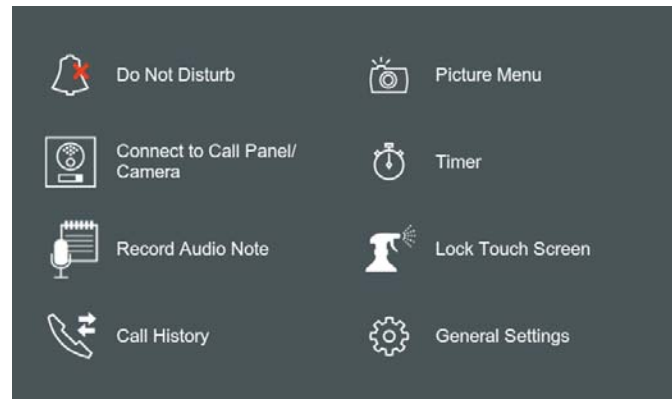 Do Not Disturb
Picture Menu
Connect to Call Panel/
Camera
Timer
Record Audio Note
Lock Touch Screen
Call History
General Settings